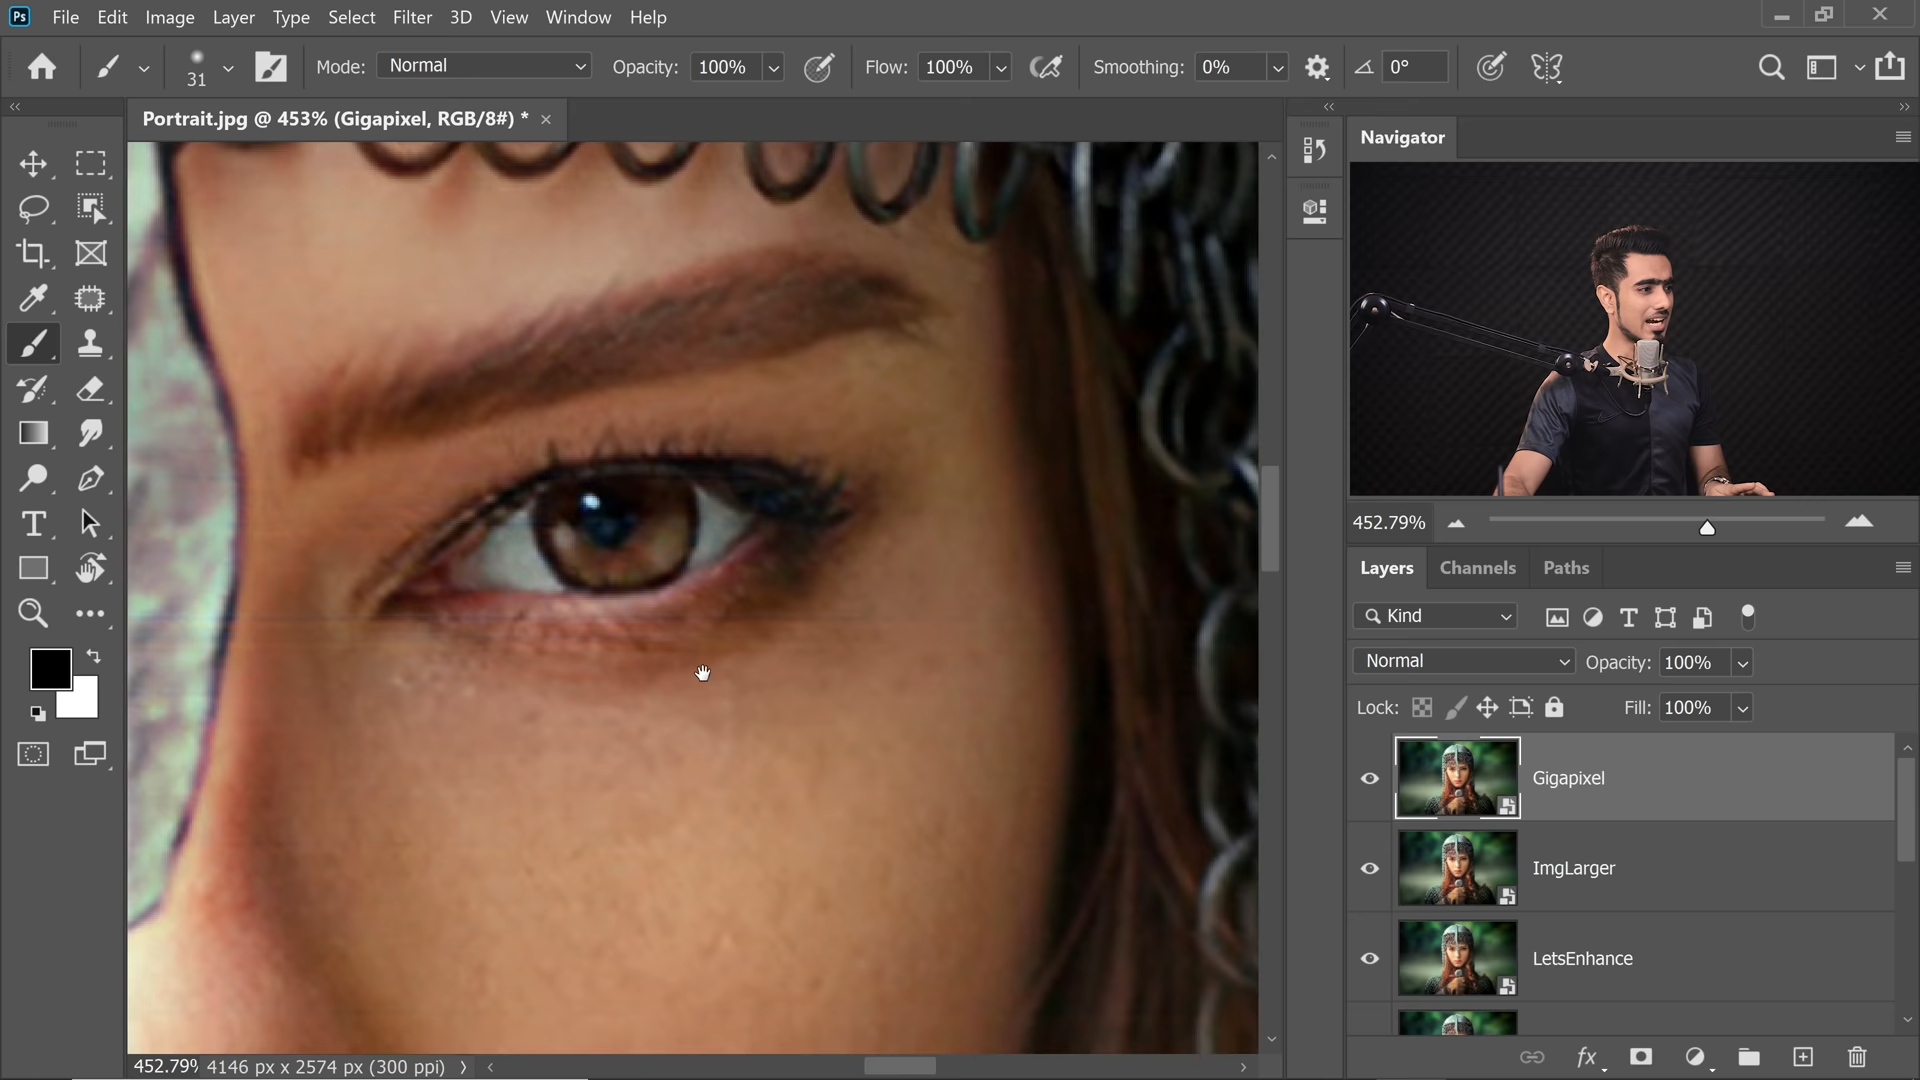 Ps File Edit Image Layer Type Select Filter 3D View Window Help
31 Mode: Normal Opacity: 100% Flow: 100% Smoothing: 0% 0°
Portrait.jpg @ 453% (Gigapixel, RGB/8#) *
Navigator
452.79%
Layers Channels Paths
Kind
Normal Opacity: 100%
Lock: Fill: 100%
Gigapixel
ImgLarger
LetsEnhance
fx
452.79% 4146 px x 2574 px (300 ppi)